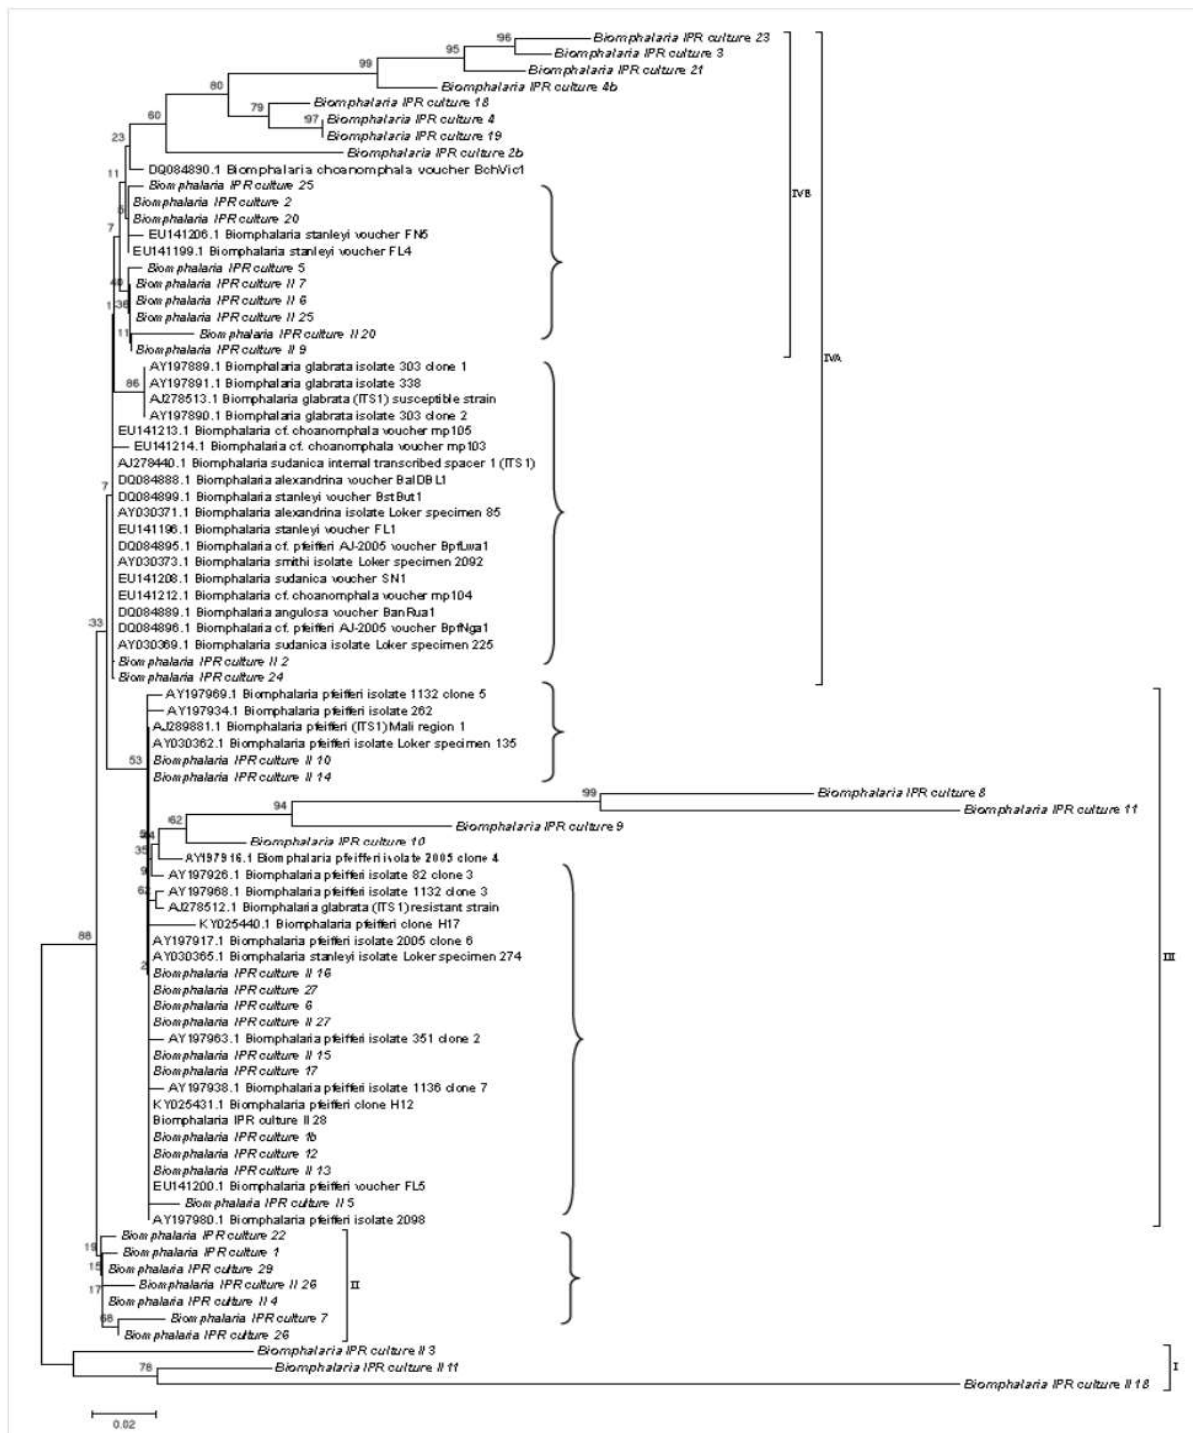 96 Biomphalaria IPR culture 23
95 Biomphalaria IPR culture 3
99 Biomphalaria IPR culture 21
80 Biomphalaria IPR culture 4b
79 Biomphalaria IPR culture 18
60 97 Biomphalaria IPR culture 4
Biomphalaria IPR culture 19
23 Biomphalaria IPR culture 2b
DQ084890.1 Biomphalaria choanomphala voucher BchVic1
11 Biomphalaria IPR culture 25
IVB
Biomphalaria IPR culture 2
Biomphalaria IPR culture 20
7 EU141206.1 Biomphalaria stanleyi voucher FN5
EU141199.1 Biomphalaria stanleyi voucher FL4
Biomphalaria IPR culture 5
Biomphalaria IPR culture II 7
Biomphalaria IPR culture II 6
Biomphalaria IPR culture II 25
11 Biomphalaria IPR culture II 20
Biomphalaria IPR culture II 9
IVA
AY197889.1 Biomphalaria glabrata isolate 303 clone 1
86 AY197891.1 Biomphalaria glabrata isolate 338
AJ278513.1 Biomphalaria glabrata (ITS1) susceptible strain
AY197890.1 Biomphalaria glabrata isolate 303 clone 2
EU141213.1 Biomphalaria cf. choanomphala voucher mp105
EU141214.1 Biomphalaria cf. choanomphala voucher mp103
AJ278440.1 Biomphalaria sudanica internal transcribed spacer 1 (ITS1)
7 DQ084888.1 Biomphalaria alexandrina voucher BalDBL1
DQ084899.1 Biomphalaria stanleyi voucher BstBut1
AY030371.1 Biomphalaria alexandrina isolate Loker specimen 85
EU141196.1 Biomphalaria stanleyi voucher FL1
DQ084895.1 Biomphalaria cf. pfeifferi AJ-2005 voucher BpfLwa1
AY030373.1 Biomphalaria smithi isolate Loker specimen 2092
EU141208.1 Biomphalaria sudanica voucher SN1
EU141212.1 Biomphalaria cf. choanomphala voucher mp104
DQ084889.1 Biomphalaria angulosa voucher BanRua1
33 DQ084896.1 Biomphalaria cf. pfeifferi AJ-2005 voucher BpfNga1
AY030369.1 Biomphalaria sudanica isolate Loker specimen 225
Biomphalaria IPR culture II 2
Biomphalaria IPR culture 24
AY197969.1 Biomphalaria pfeifferi isolate 1132 clone 5
AY197934.1 Biomphalaria pfeifferi isolate 262
AJ289881.1 Biomphalaria pfeifferi (ITS1) Mali region 1
AY030362.1 Biomphalaria pfeifferi isolate Loker specimen 135
53 Biomphalaria IPR culture II 10
Biomphalaria IPR culture II 14
99 Biomphalaria IPR culture 8
94 Biomphalaria IPR culture 11
62 Biomphalaria IPR culture 9
Biomphalaria IPR culture 10
35 AY197916.1 Biomphalaria pfeifferi isolate 2005 clone 4
AY197926.1 Biomphalaria pfeifferi isolate 82 clone 3
AY197968.1 Biomphalaria pfeifferi isolate 1132 clone 3
AJ278512.1 Biomphalaria glabrata (ITS1) resistant strain
KY025440.1 Biomphalaria pfeifferi clone H17
88 AY197917.1 Biomphalaria pfeifferi isolate 2005 clone 6
AY030365.1 Biomphalaria stanleyi isolate Loker specimen 274
III
2 Biomphalaria IPR culture II 16
Biomphalaria IPR culture 27
Biomphalaria IPR culture 6
Biomphalaria IPR culture II 27
AY197963.1 Biomphalaria pfeifferi isolate 351 clone 2
Biomphalaria IPR culture II 15
Biomphalaria IPR culture 17
AY197938.1 Biomphalaria pfeifferi isolate 1136 clone 7
KY025431.1 Biomphalaria pfeifferi clone H12
Biomphalaria IPR culture II 28
Biomphalaria IPR culture 1b
Biomphalaria IPR culture 12
Biomphalaria IPR culture II 13
EU141200.1 Biomphalaria pfeifferi voucher FL5
Biomphalaria IPR culture II 5
AY197980.1 Biomphalaria pfeifferi isolate 2098
Biomphalaria IPR culture 22
19 Biomphalaria IPR culture 1
15 Biomphalaria IPR culture 29
17 Biomphalaria IPR culture II 26
II
Biomphalaria IPR culture II 4
68 Biomphalaria IPR culture 7
Biomphalaria IPR culture 26
Biomphalaria IPR culture II 3
78 Biomphalaria IPR culture II 11
I
Biomphalaria IPR culture II 18
0.02